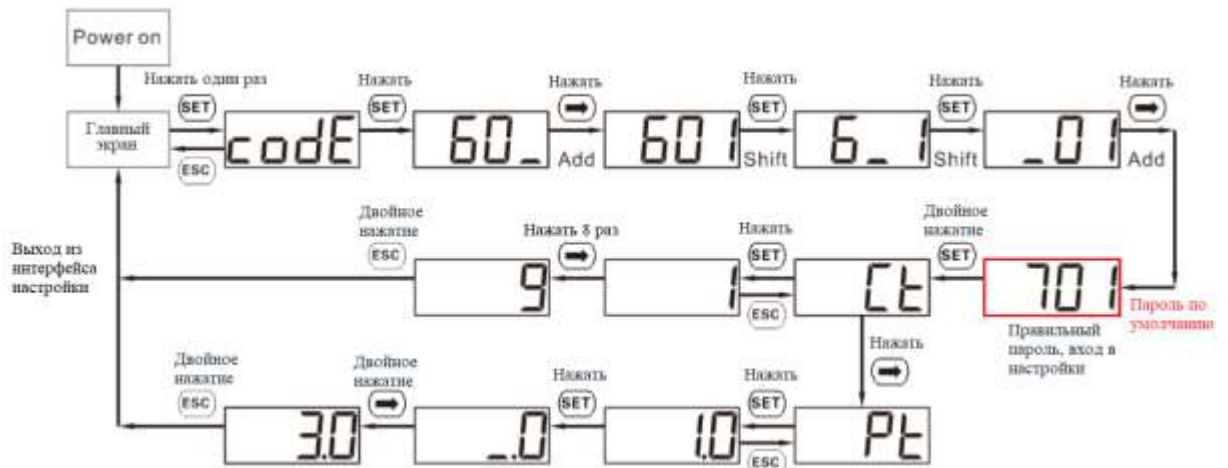 Power on
Нажать один раз
SET
Нажать
SET
Нажать
Нажать
SET
Нажать
SET
Нажать
Главный
экран
ESC
codE
60_
Add
601
Shift
6_1
Shift
_01
Add
Выход из
интерфейса
настройки
Двойное
нажатие
ESC
Нажать 8 раз
Нажать
SET
Двойное
нажатие
SET
9
1
ESC
Ct
701
Пароль по
умолчанию
Правильный
пароль, вход в
настройки
Нажать
Двойное
нажатие
ESC
Двойное
нажатие
Нажать
SET
Нажать
SET
3.0
_.0
1.0
ESC
Pt